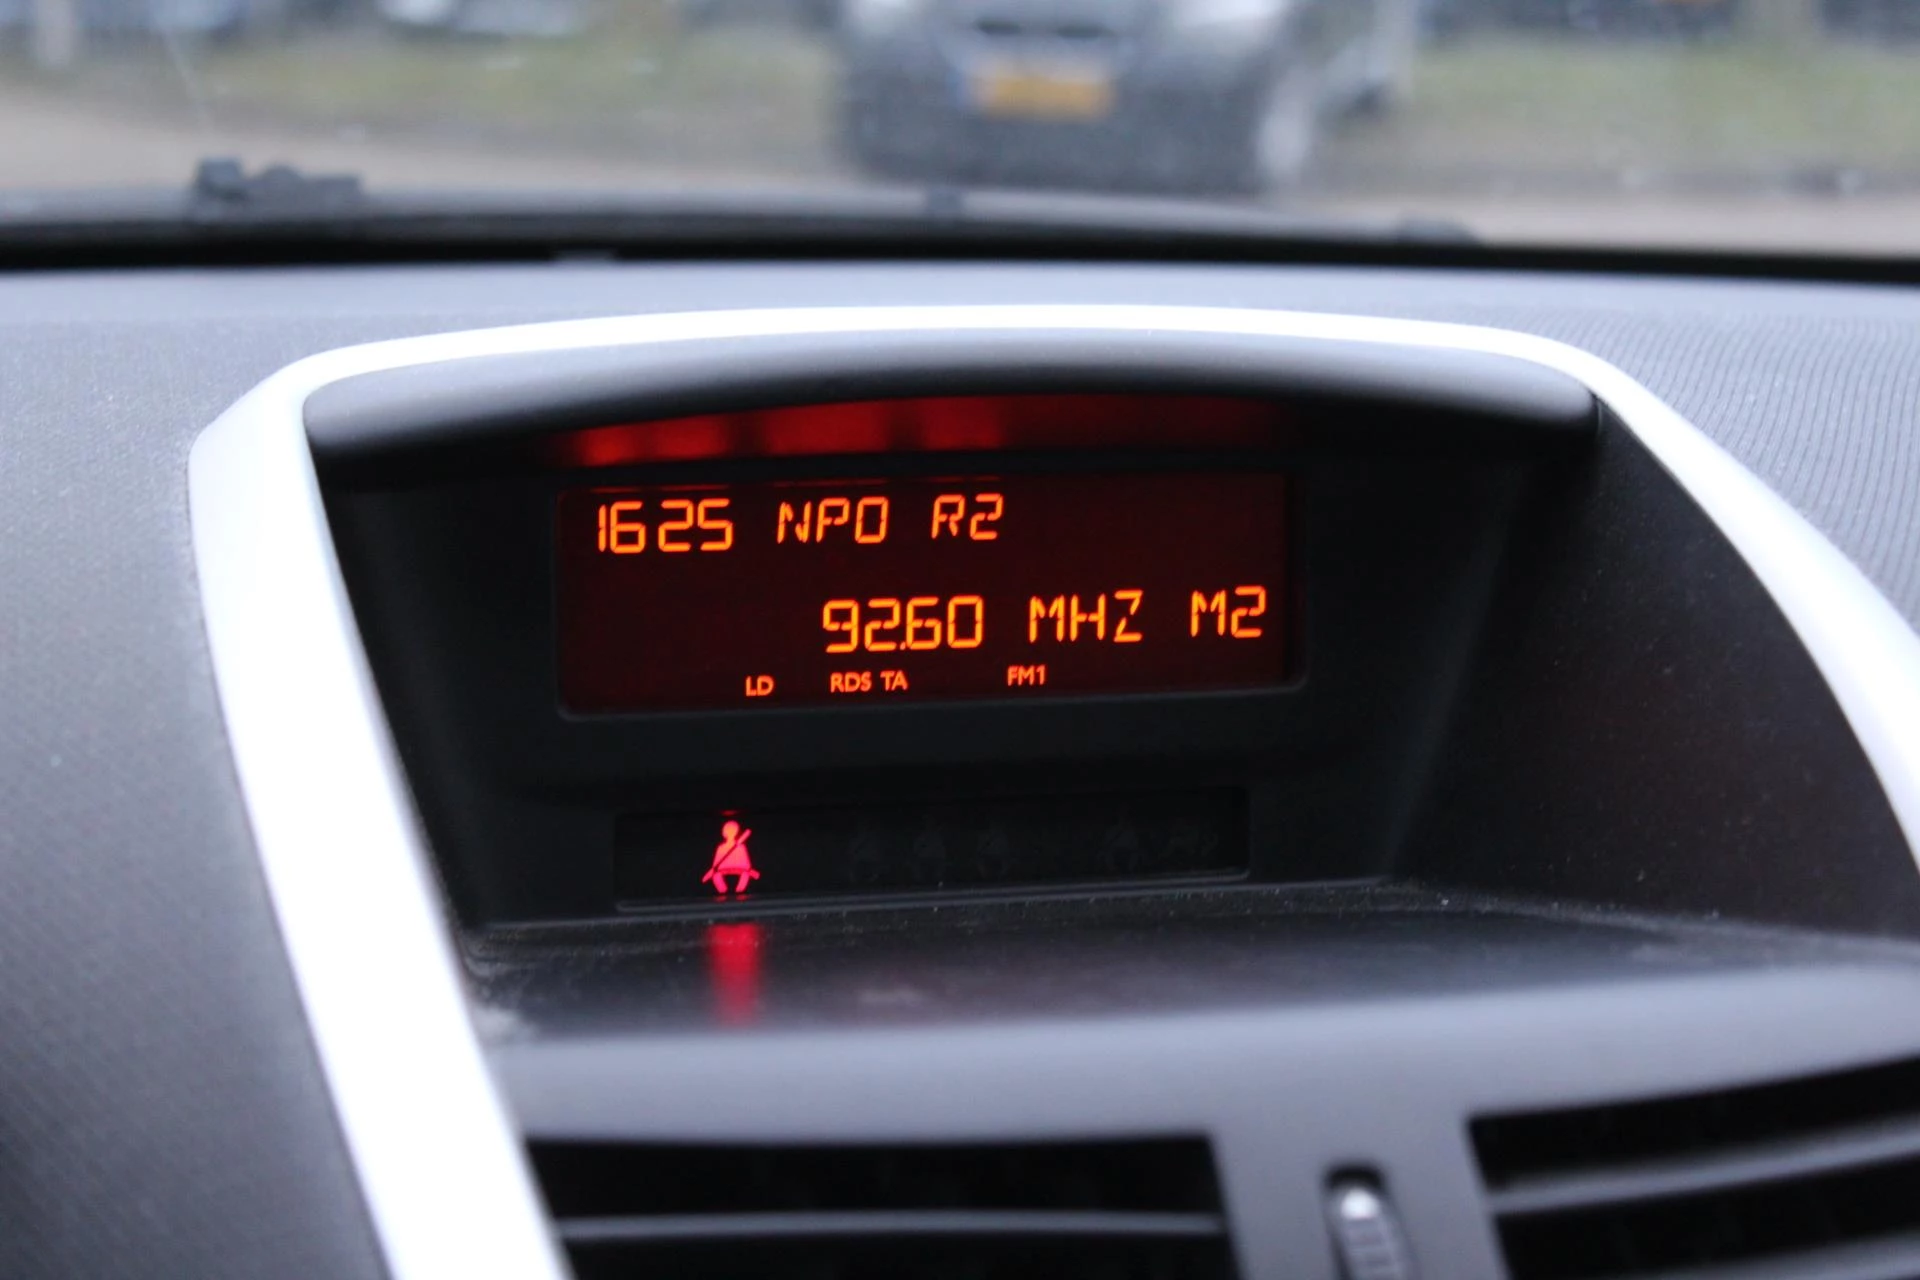 1625 NPO R2
92.60 MHZ M2
LD RDS TA FM1